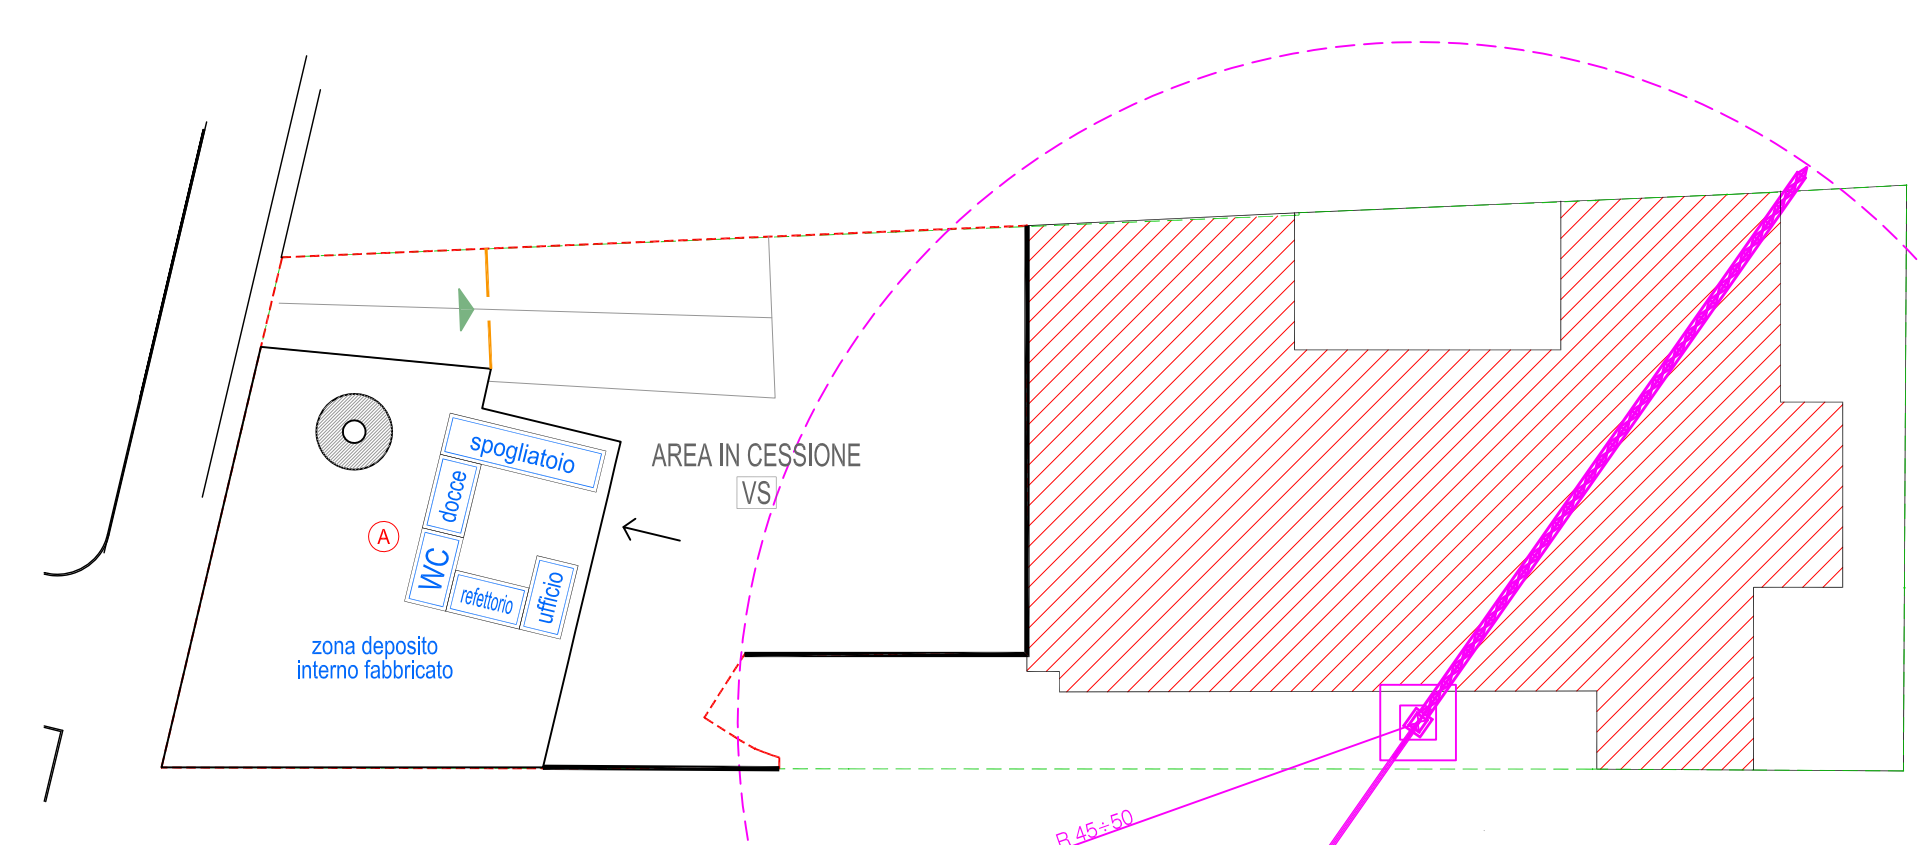 spogliatoio
AREA IN CESSIONE
VS
docce
A
WC
refettorio
ufficio
zona deposito
interno fabbricato
R 45÷50